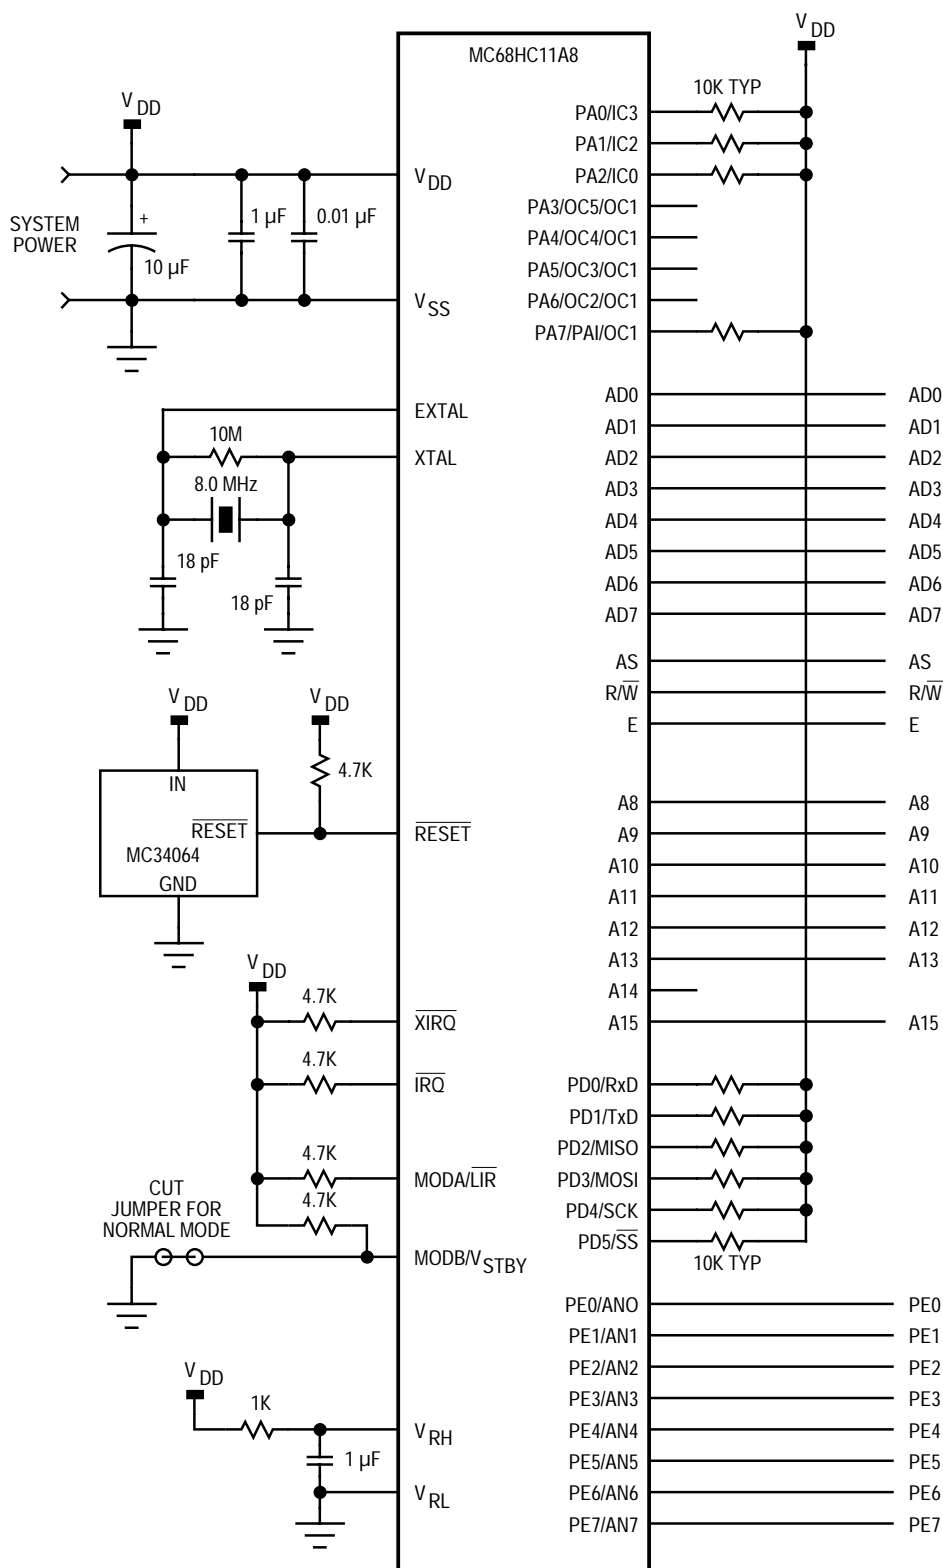 V DD
MC68HC11A8
10K TYP
V DD
PA0/IC3
PA1/IC2
PA2/IC0
V DD
PA3/OC5/OC1
SYSTEM
POWER
+
10 µF
1 µF
0.01 µF
PA4/OC4/OC1
PA5/OC3/OC1
V SS
PA6/OC2/OC1
PA7/PAI/OC1
EXTAL
AD0 AD0
10M
AD1 AD1
XTAL
AD2 AD2
8.0 MHz
AD3 AD3
AD4 AD4
18 pF
AD5 AD5
18 pF
AD6 AD6
AD7 AD7
AS AS
R/W̅ R/W̅
V DD
V DD
E E
4.7K
IN
R̅E̅S̅E̅T̅
MC34064
GND
R̅E̅S̅E̅T̅
A8 A8
A9 A9
A10 A10
A11 A11
A12 A12
A13 A13
V DD
A14
4.7K
X̅I̅R̅Q̅
A15 A15
4.7K
I̅R̅Q̅
PD0/RxD
PD1/TxD
PD2/MISO
4.7K
MODA/L̅I̅R̅
PD3/MOSI
CUT
JUMPER FOR
NORMAL MODE
4.7K
PD4/SCK
MODB/V STBY
PD5/S̅S̅
10K TYP
PE0/ANO PE0
PE1/AN1 PE1
PE2/AN2 PE2
V DD
1K
PE3/AN3 PE3
V RH
PE4/AN4 PE4
1 µF
PE5/AN5 PE5
V RL
PE6/AN6 PE6
PE7/AN7 PE7